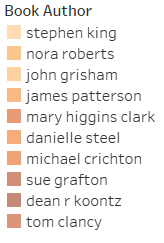 Book Author
stephen king
nora roberts
john grisham
james patterson
mary higgins clark
danielle steel
michael crichton
sue grafton
dean r koontz
tom clancy